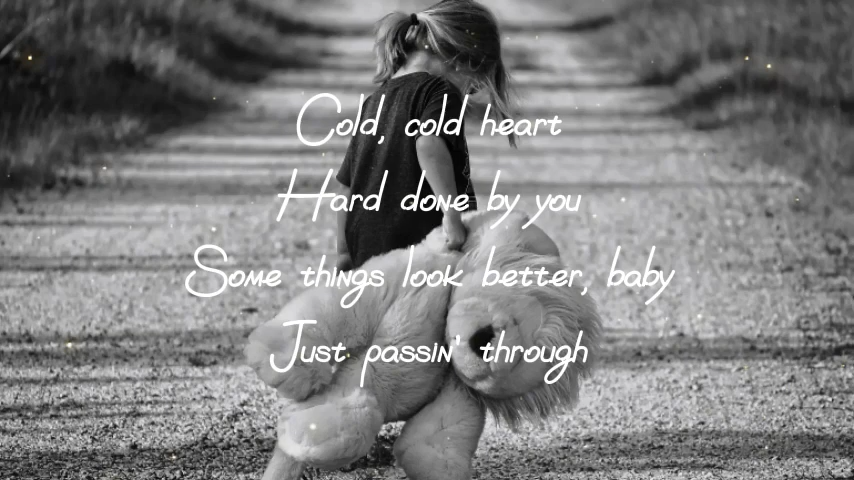 Cold, cold heart
Hard done by you
Some things look better, baby
Just passin' through